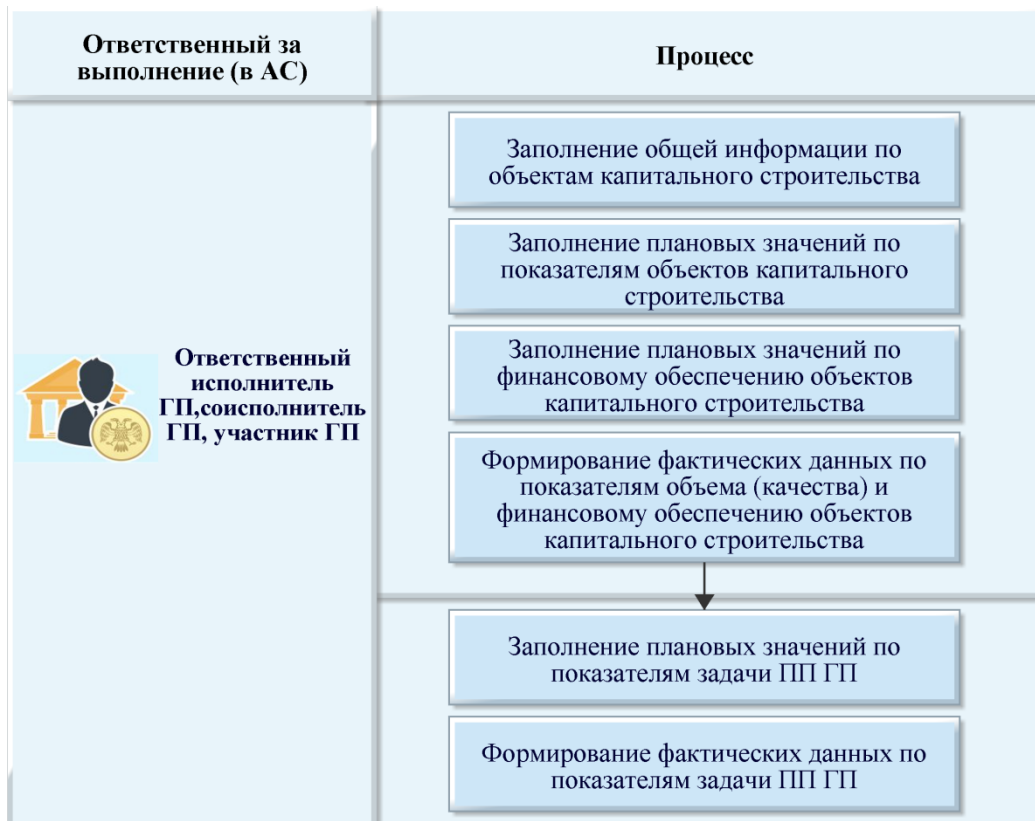 Ответственный за
выполнение (в АС)
Процесс
Заполнение общей информации по
объектам капитального строительства
Заполнение плановых значений по
показателям объектов капитального
строительства
Ответственный
исполнитель
ГП,соисполнитель
ГП, участник ГП
Заполнение плановых значений по
финансовому обеспечению объектов
капитального строительства
Формирование фактических данных по
показателям объема (качества) и
финансовому обеспечению объектов
капитального строительства
Заполнение плановых значений по
показателям задачи ПП ГП
Формирование фактических данных по
показателям задачи ПП ГП